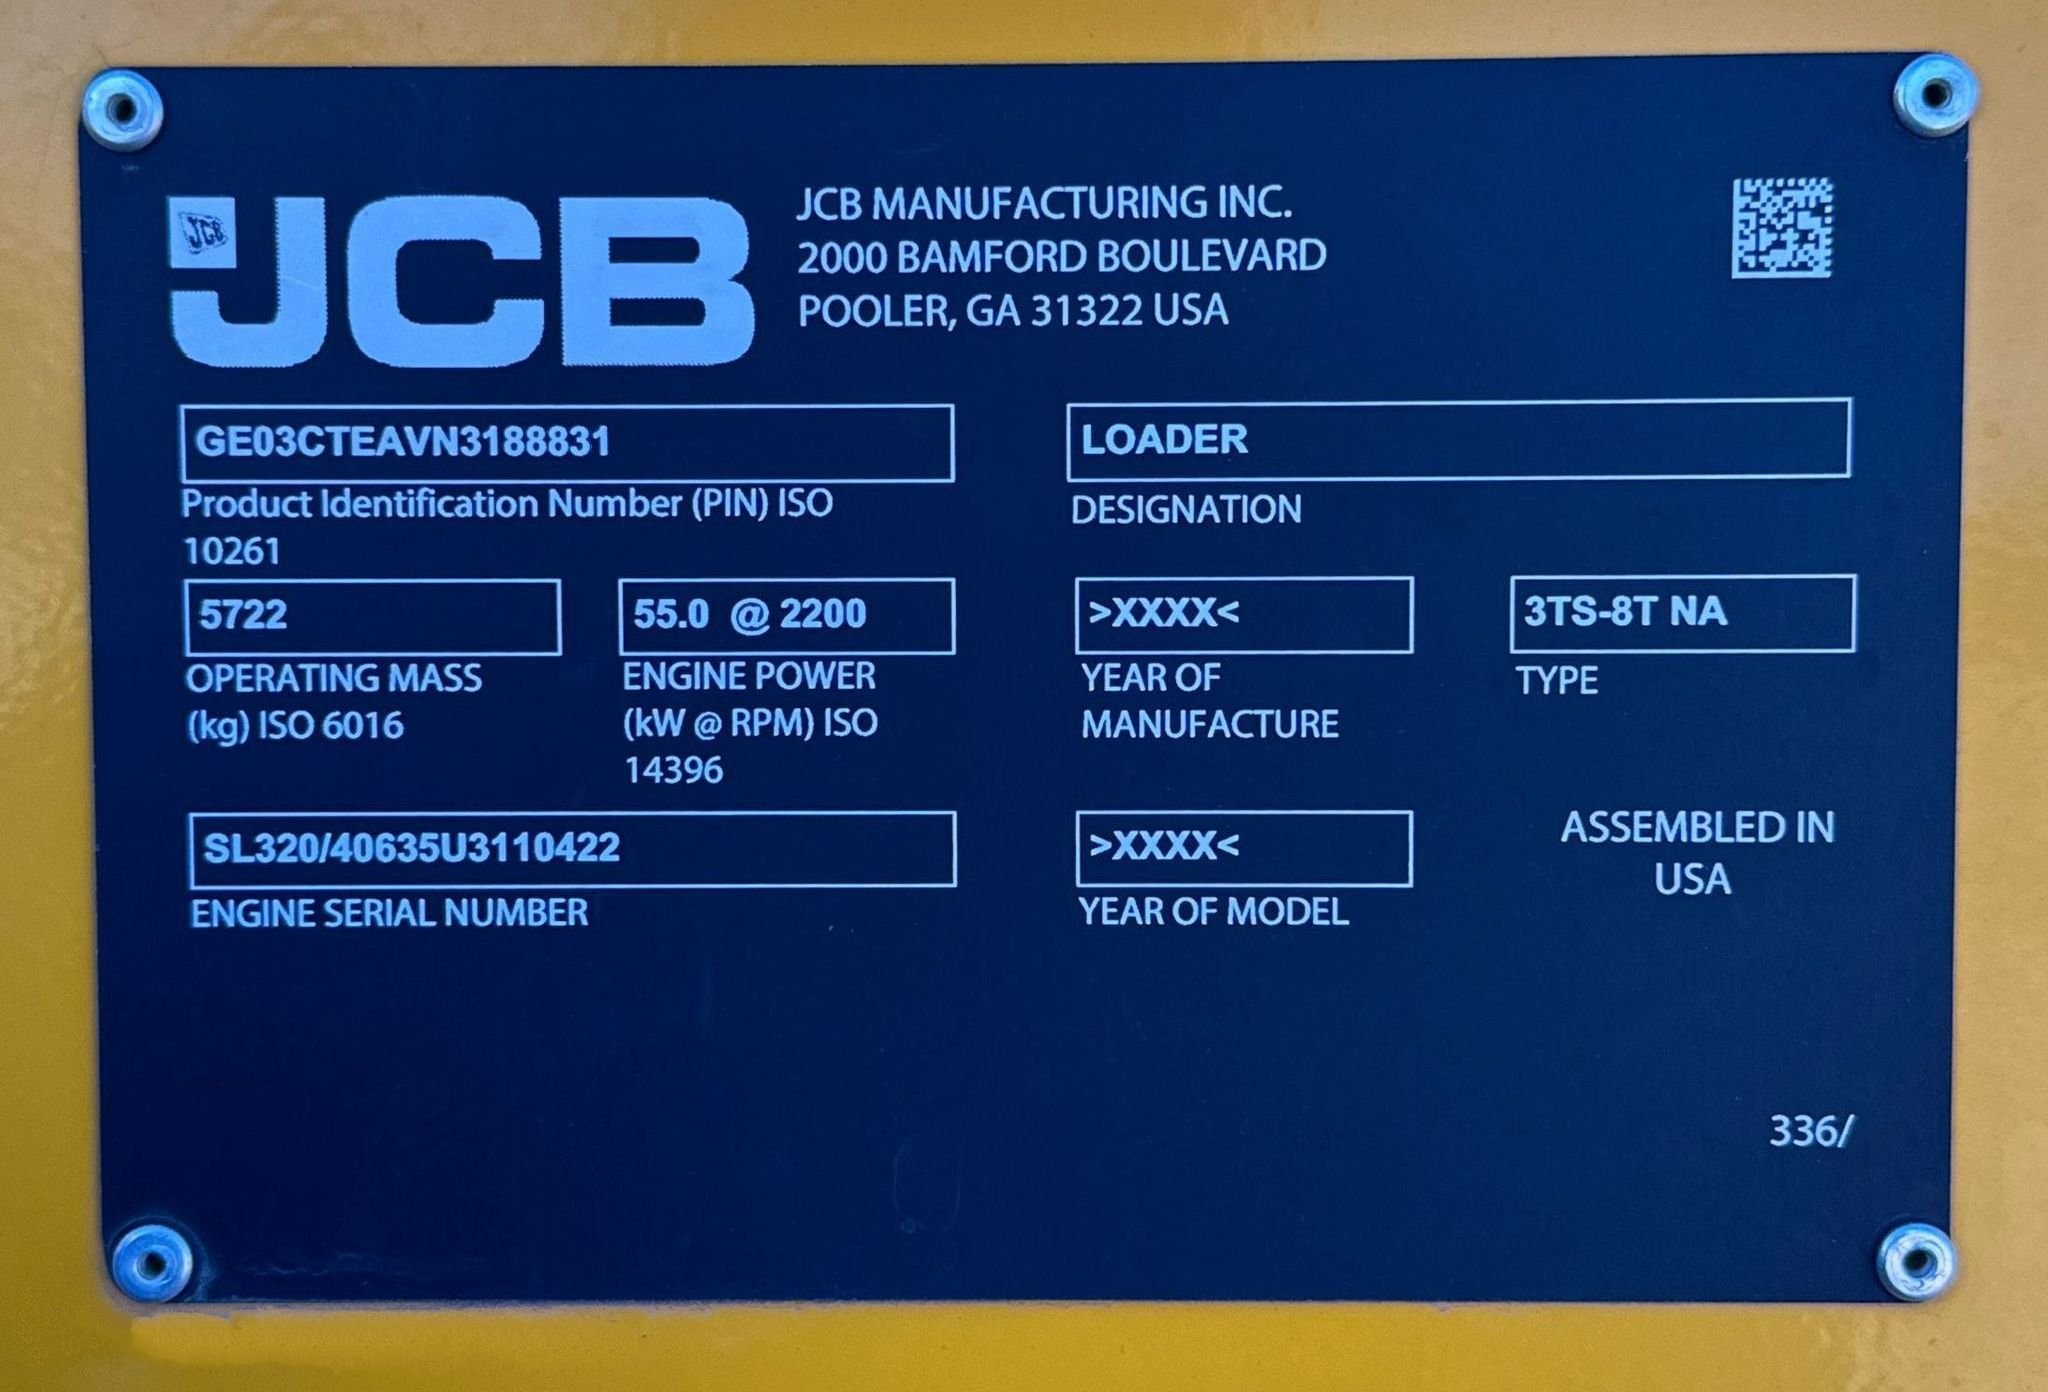 JCB
JCB
JCB MANUFACTURING INC.
2000 BAMFORD BOULEVARD
POOLER, GA 31322 USA
GE03CTEAVN3188831
Product Identification Number (PIN) ISO
10261
LOADER
DESIGNATION
5722
OPERATING MASS
(kg) ISO 6016
55.0 @ 2200
ENGINE POWER
(kW @ RPM) ISO
14396
>XXXX<
YEAR OF
MANUFACTURE
3TS-8T NA
TYPE
SL320/40635U3110422
ENGINE SERIAL NUMBER
>XXXX<
YEAR OF MODEL
ASSEMBLED IN
USA
336/